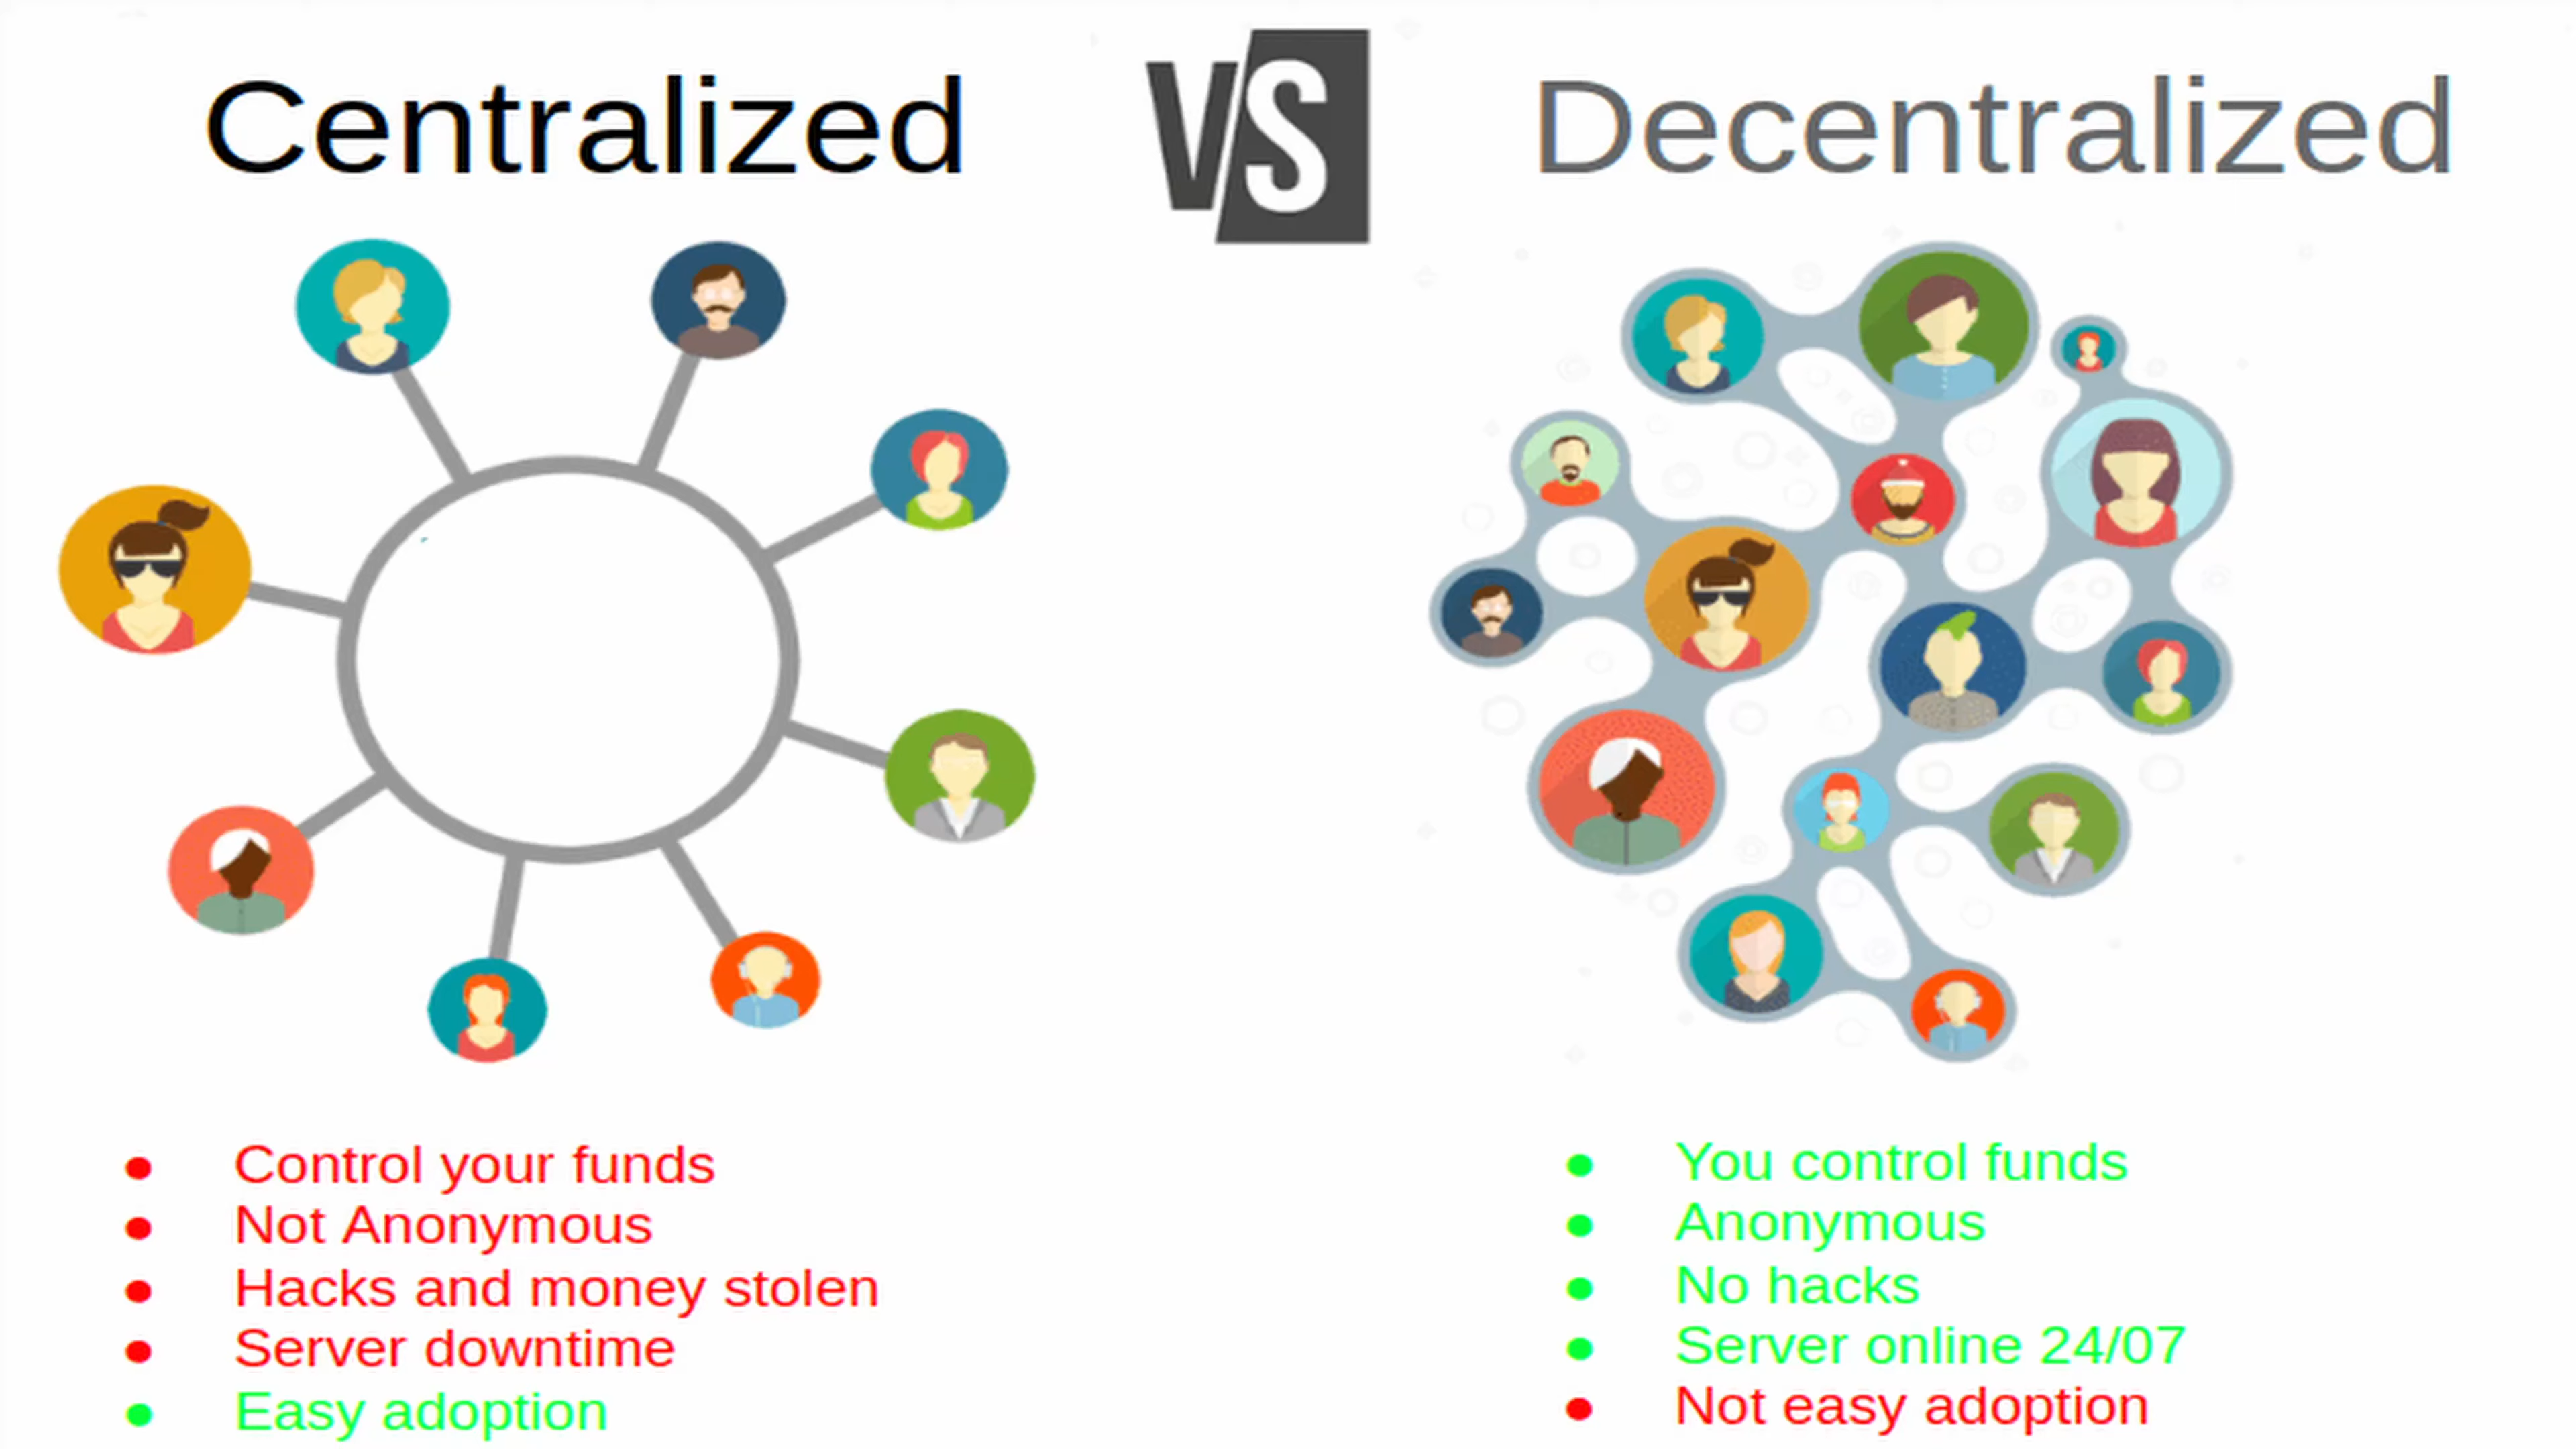 Centralized
VS
Decentralized
Control your funds
Not Anonymous
Hacks and money stolen
Server downtime
Easy adoption
You control funds
Anonymous
No hacks
Server online 24/07
Not easy adoption